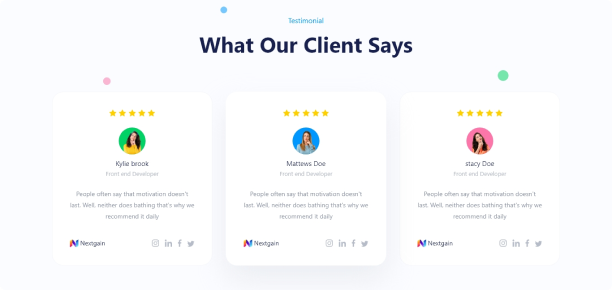 Testimonial
What Our Client Says
Kylie brook
Front end Developer
People often say that motivation doesn't
last. Well, neither does bathing that's why we
recommend it daily
Nextgain
Mattews Doe
Front end Developer
People often say that motivation doesn't
last. Well, neither does bathing that's why we
recommend it daily
Nextgain
stacy Doe
Front end Developer
People often say that motivation doesn't
last. Well, neither does bathing that's why we
recommend it daily
Nextgain